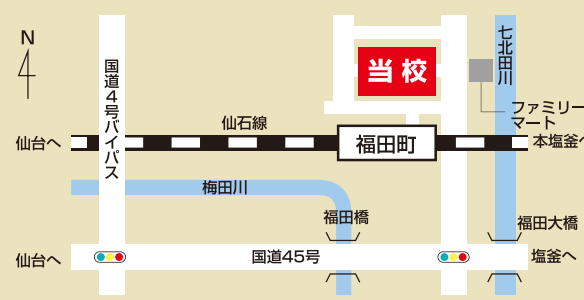 N
国道4号バイパス
当校
七北田川
ファミリー
マート
仙台へ
仙石線
福田町
本塩釜へ
梅田川
福田橋
福田大橋
仙台へ
国道45号
塩釜へ